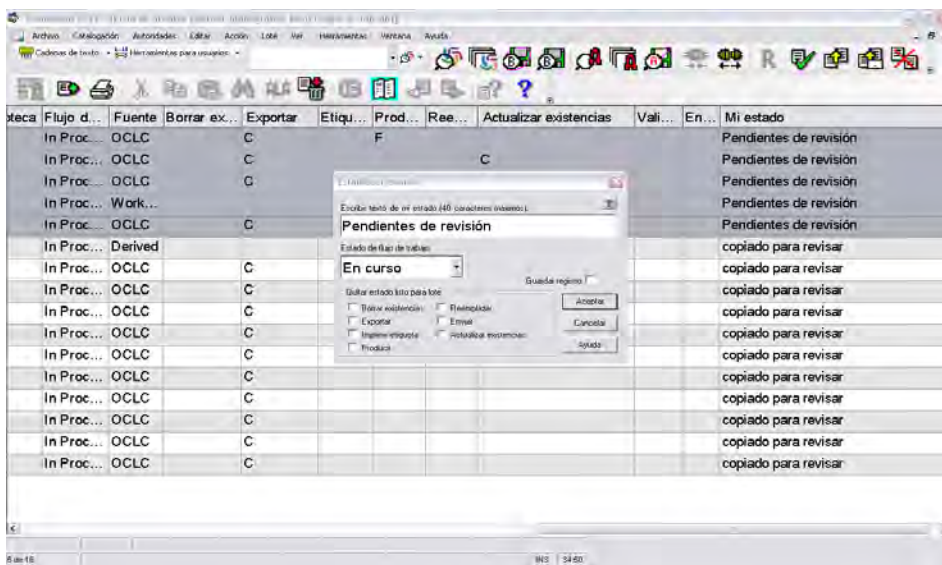 Archivo Catalogación Autoridades Editar Acción Lote Ver Herramientas Ventana Ayuda
Cadenas de texto Herramientas para usuarios
R
ALA
oteca Flujo d... Fuente Borrar ex... Exportar Etiqu... Prod... Ree... Actualizar existencias Vali... En... Mi estado
In Proc... OCLC C F Pendientes de revisión
In Proc... OCLC C C Pendientes de revisión
In Proc... OCLC C Pendientes de revisión
In Proc... Work... Pendientes de revisión
In Proc... OCLC C Pendientes de revisión
In Proc... Derived copiado para revisar
In Proc... OCLC C copiado para revisar
In Proc... OCLC C copiado para revisar
In Proc... OCLC C copiado para revisar
In Proc... OCLC C copiado para revisar
In Proc... OCLC C copiado para revisar
In Proc... OCLC C copiado para revisar
In Proc... OCLC C copiado para revisar
In Proc... OCLC C copiado para revisar
In Proc... OCLC C copiado para revisar
In Proc... OCLC C copiado para revisar
Escribir texto de mi estado (40 caracteres máximos):
Pendientes de revisión
Estado de flujo de trabajo
En curso
Guardar registro
Quitar estado listo para lote
Borrar existencias Reemplazar
Exportar Enviar
Imprimir etiqueta Actualizar existencias
Producir
Aceptar
Cancelar
Ayuda
INS